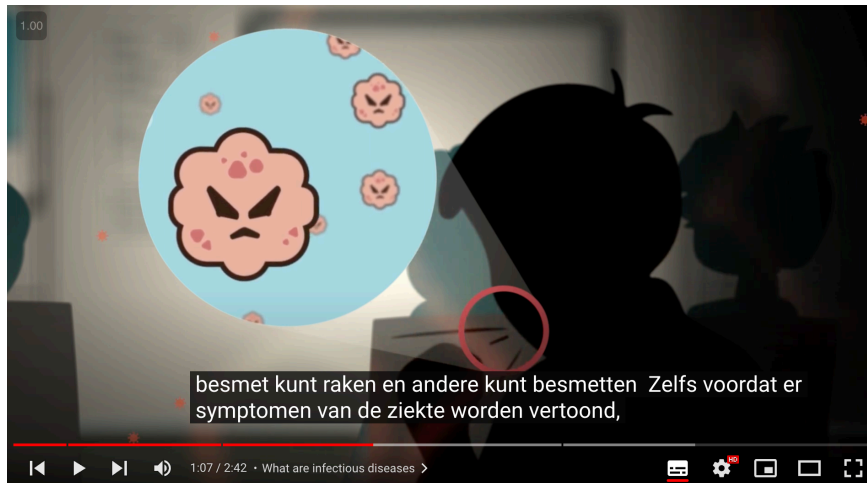 1.00
besmet kunt raken en andere kunt besmetten  Zelfs voordat er
symptomen van de ziekte worden vertoond,
1:07 / 2:42 • What are infectious diseases
HD